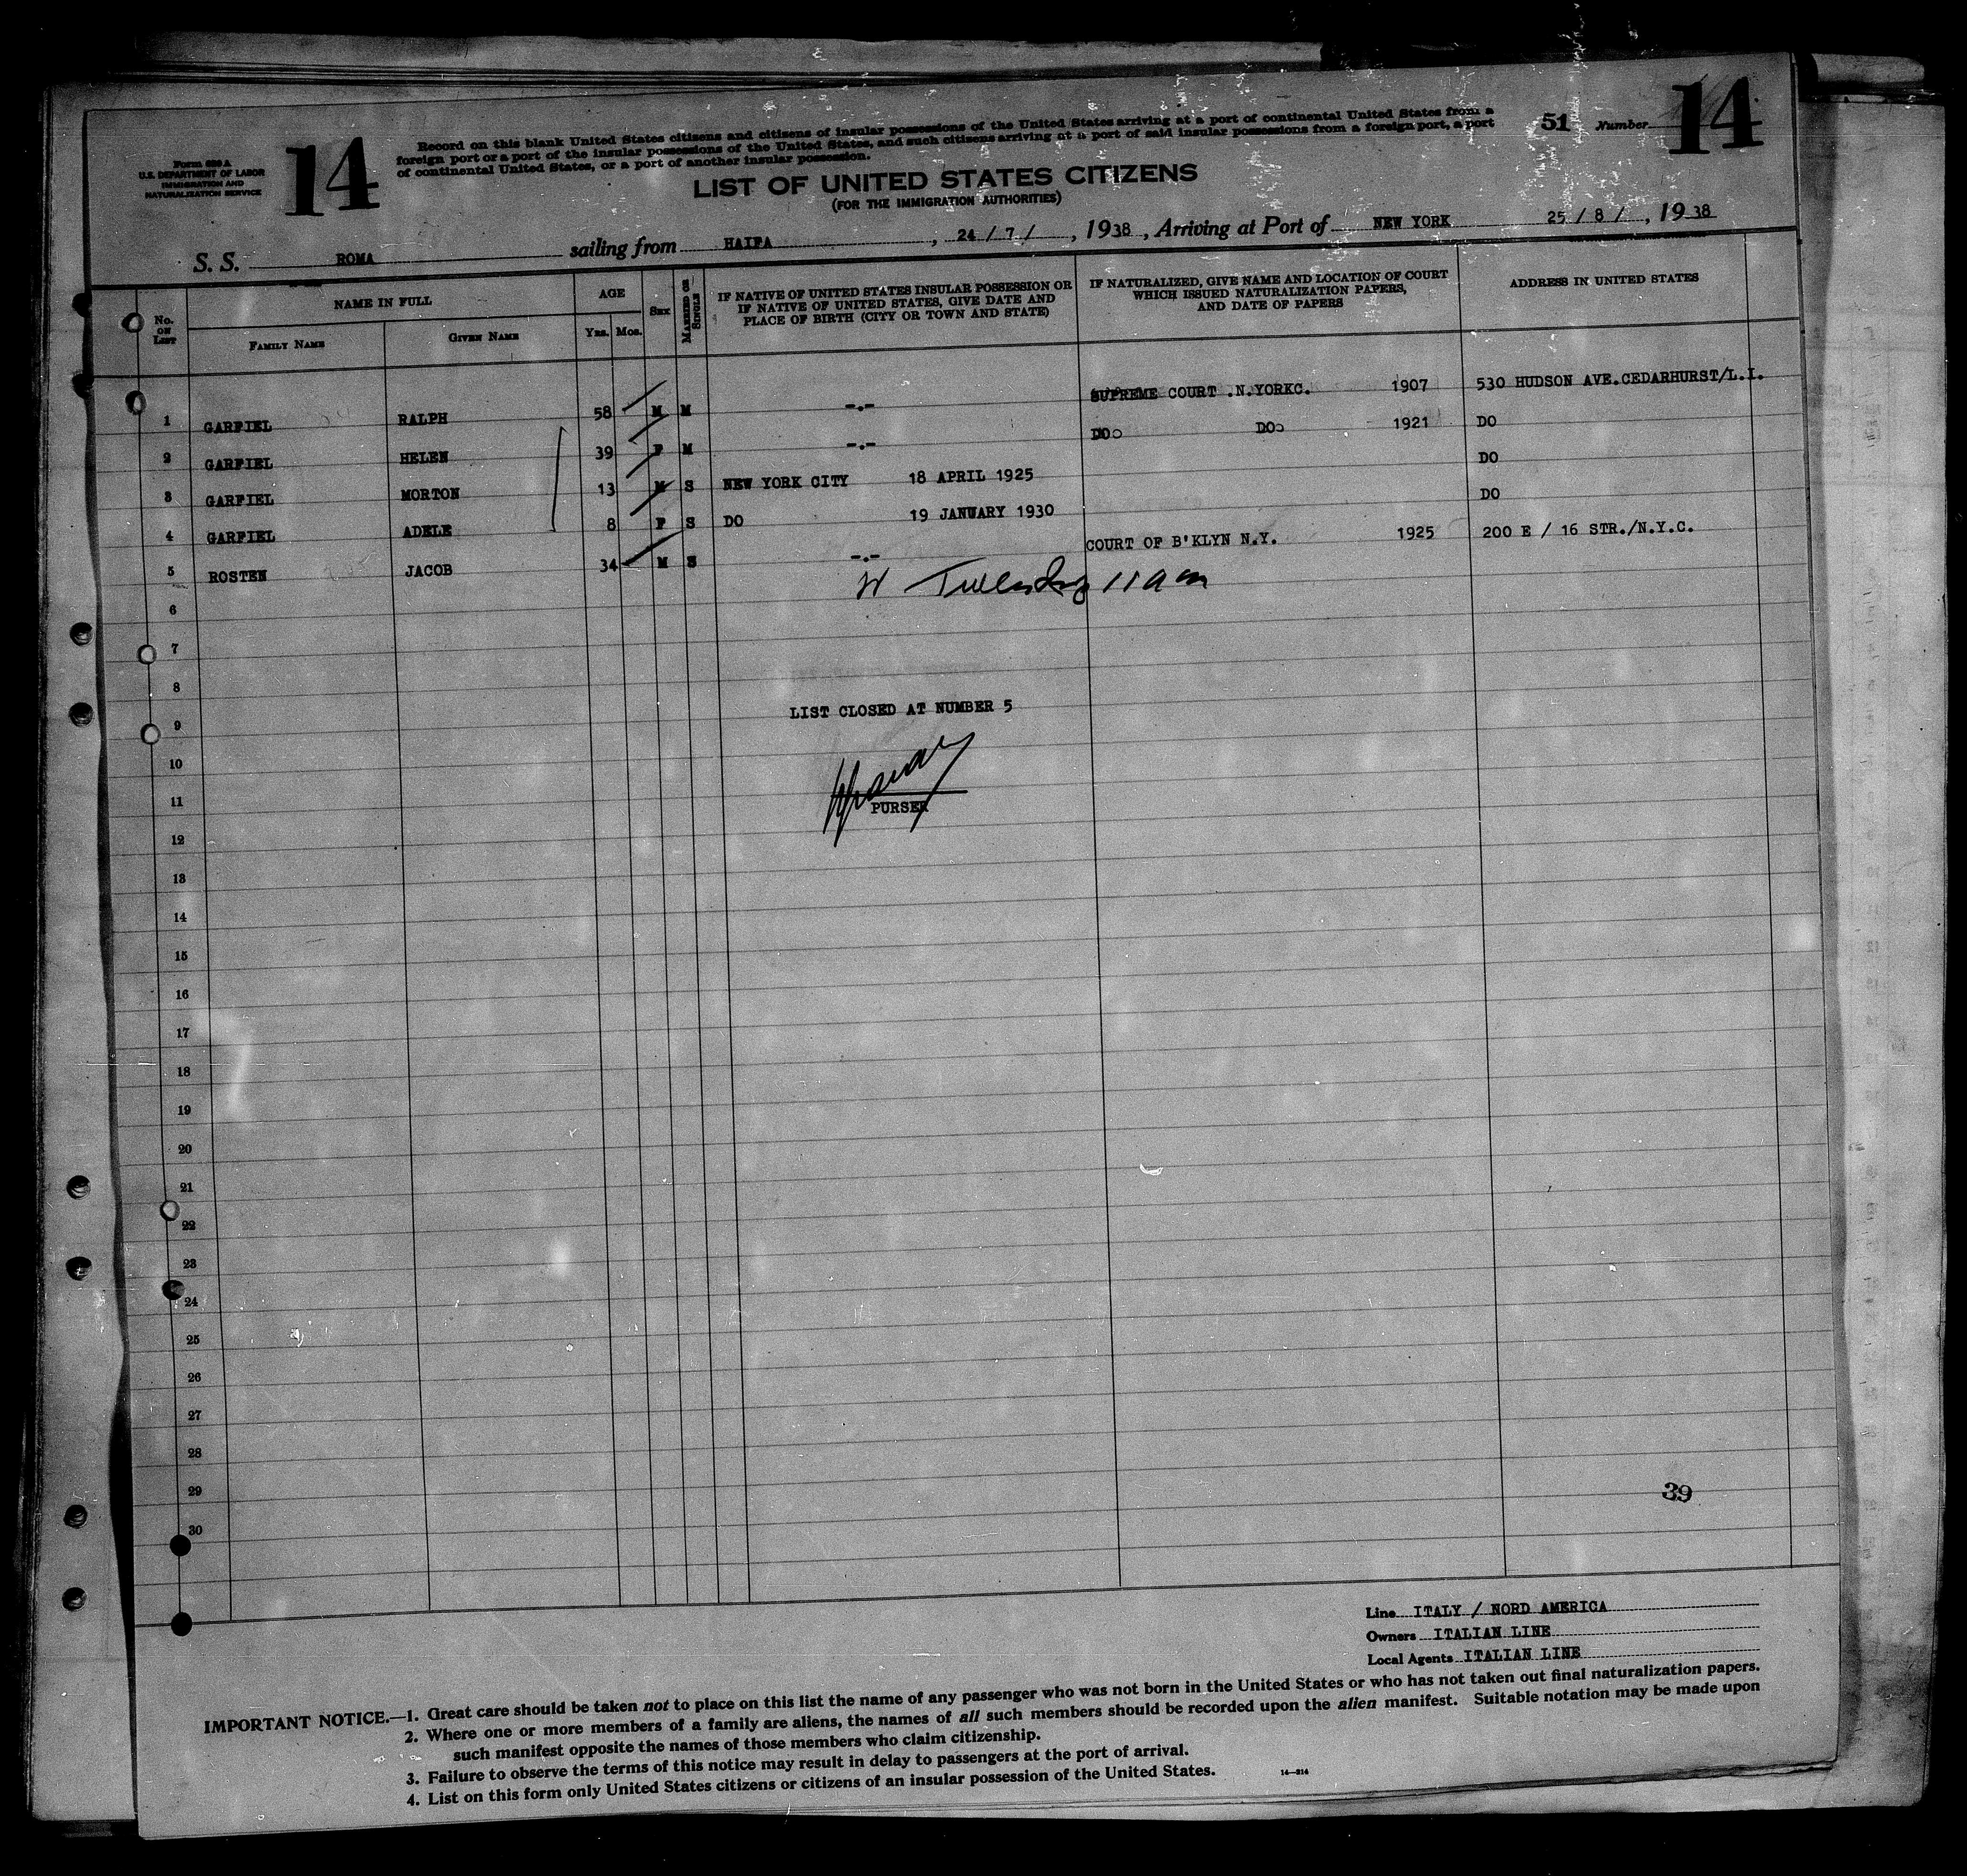 14
Form 630 A
U.S. DEPARTMENT OF LABOR
IMMIGRATION AND
NATURALIZATION SERVICE
Record on this blank United States citizens and citizens of insular possessions of the United States arriving at a port of continental United States from a
foreign port or a port of the insular possessions of the United States, and such citizens arriving at a port of said insular possessions from a foreign port, a port
of continental United States, or a port of another insular possession.
51 Number 14
LIST OF UNITED STATES CITIZENS
(FOR THE IMMIGRATION AUTHORITIES)
S. S. ROMA sailing from HAIFA, 24 / 7 /, 1938, Arriving at Port of NEW YORK 25 / 8 /, 1938
No. ON LIST
NAME IN FULL
FAMILY NAME
GIVEN NAME
AGE
Yrs. Mos.
SEX
MARRIED OR SINGLE
IF NATIVE OF UNITED STATES INSULAR POSSESSION OR
IF NATIVE OF UNITED STATES, GIVE DATE AND
PLACE OF BIRTH (CITY OR TOWN AND STATE)
IF NATURALIZED, GIVE NAME AND LOCATION OF COURT
WHICH ISSUED NATURALIZATION PAPERS,
AND DATE OF PAPERS
ADDRESS IN UNITED STATES
1 GARFIEL RALPH 58 M M -.- SUPREME COURT .N.YORKC. 1907 530 HUDSON AVE.CEDARHURST/L.I.
2 GARFIEL HELEN 39 F M -.- DO DO 1921 DO
3 GARFIEL MORTON 13 M S NEW YORK CITY 18 APRIL 1925 DO
4 GARFIEL ADELE 8 F S DO 19 JANUARY 1930 DO
5 ROSTEN JACOB 34 M S -.- COURT OF B'KLYN N.Y. 1925 200 E / 16 STR./N.Y.C.
Tuesday 11 am
6
7
8
LIST CLOSED AT NUMBER 5
9
10
11
PURSER
12
13
14
15
16
17
18
19
20
21
22
23
24
25
26
27
28
29
39
30
Line ITALY / NORD AMERICA
Owners ITALIAN LINE
Local Agents ITALIAN LINE
IMPORTANT NOTICE.—1. Great care should be taken not to place on this list the name of any passenger who was not born in the United States or who has not taken out final naturalization papers.
2. Where one or more members of a family are aliens, the names of all such members should be recorded upon the alien manifest. Suitable notation may be made upon
such manifest opposite the names of those members who claim citizenship.
3. Failure to observe the terms of this notice may result in delay to passengers at the port of arrival.
4. List on this form only United States citizens or citizens of an insular possession of the United States.
14—214